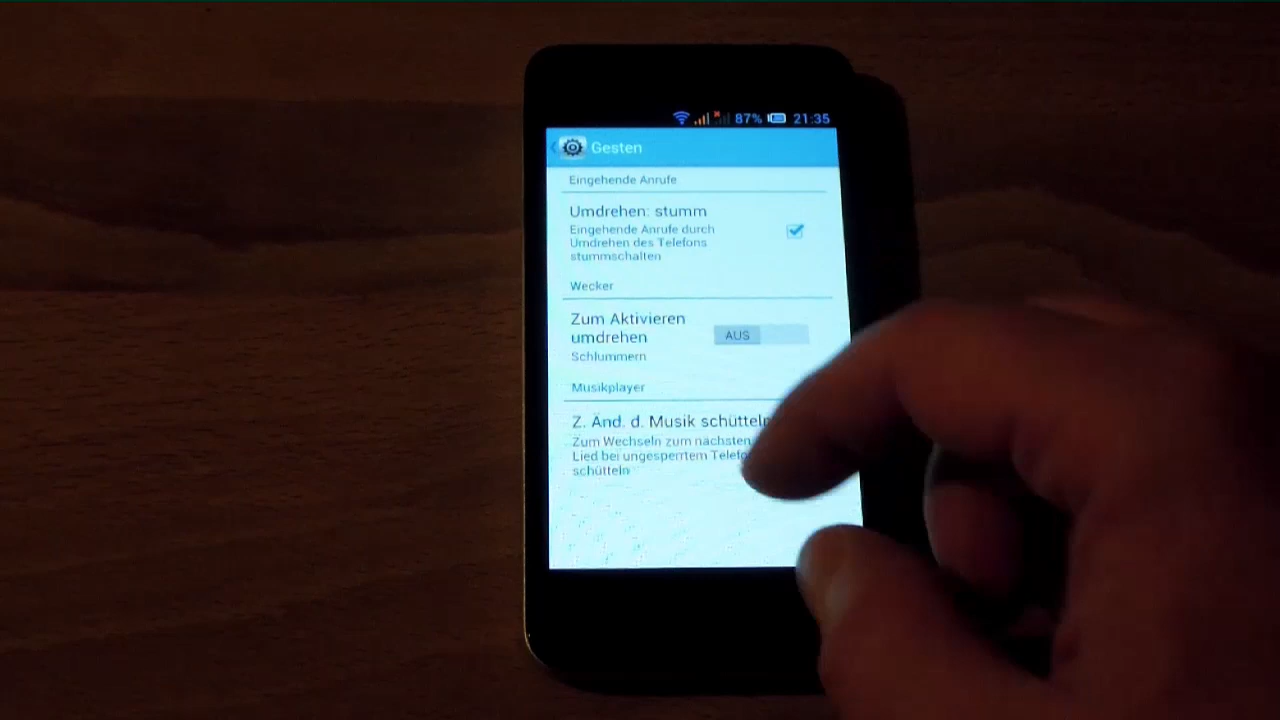 87% 21:35
Gesten
Eingehende Anrufe
Umdrehen: stumm
Eingehende Anrufe durch
Umdrehen des Telefons
stummschalten
Wecker
Zum Aktivieren
umdrehen
AUS
Schlummern
Musikplayer
Z. Änd. d. Musik schütteln
Zum Wechseln zum nächsten
Lied bei ungesperrtem Telefon
schütteln